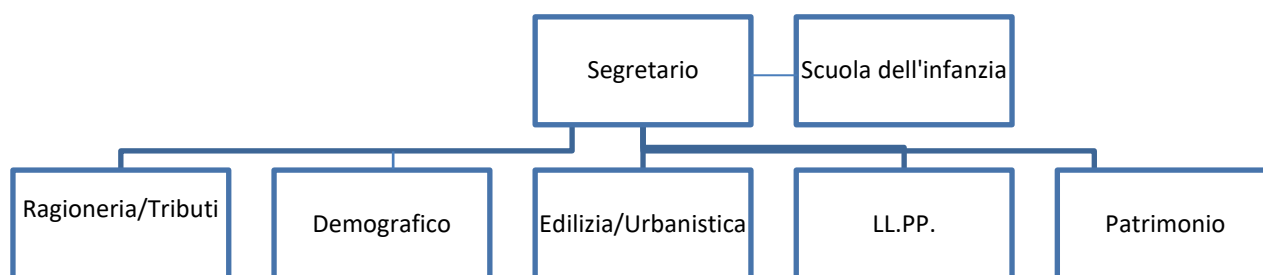 Segretario
Scuola dell'infanzia
Ragioneria/Tributi
Demografico
Edilizia/Urbanistica
LL.PP.
Patrimonio